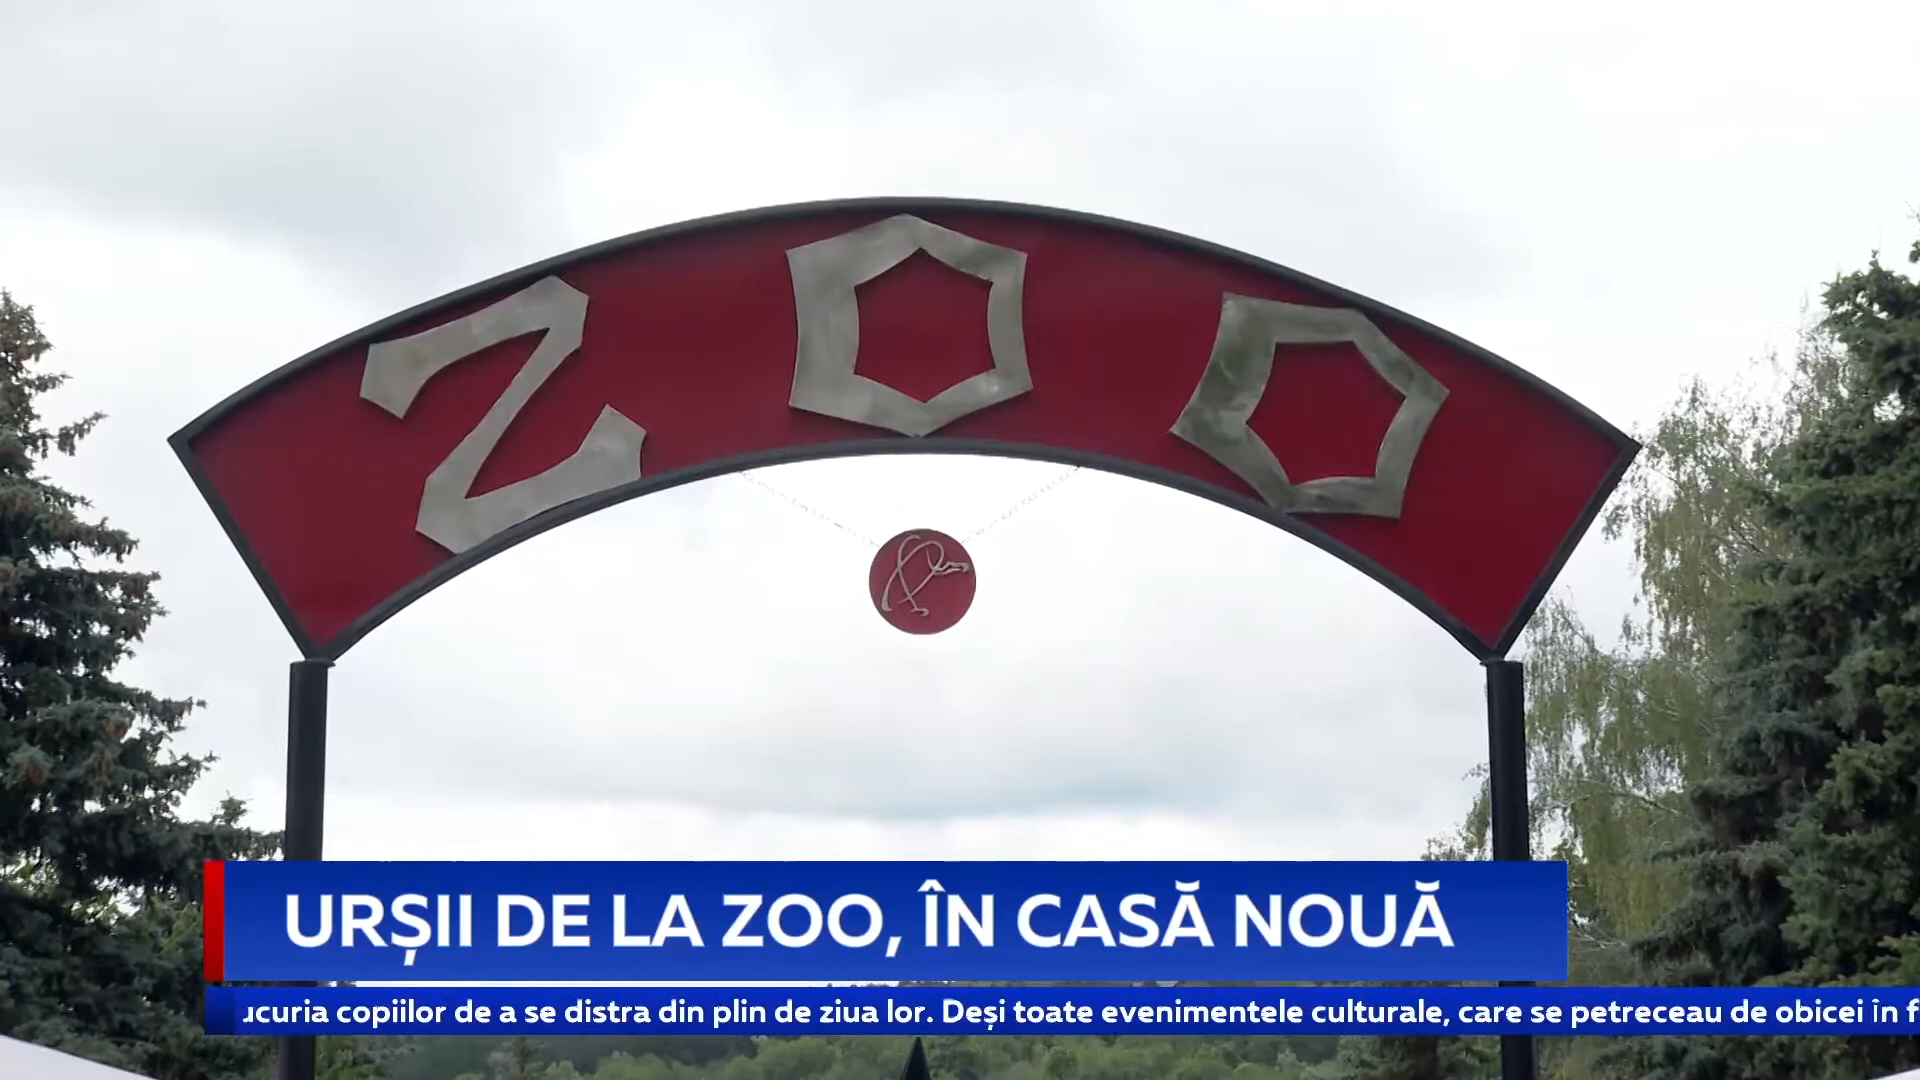 ZOO
URȘII DE LA ZOO, ÎN CASĂ NOUĂ
copiilor de a se distra din plin de ziua lor. Deși toate evenimentele culturale, care se petreceau de obicei în